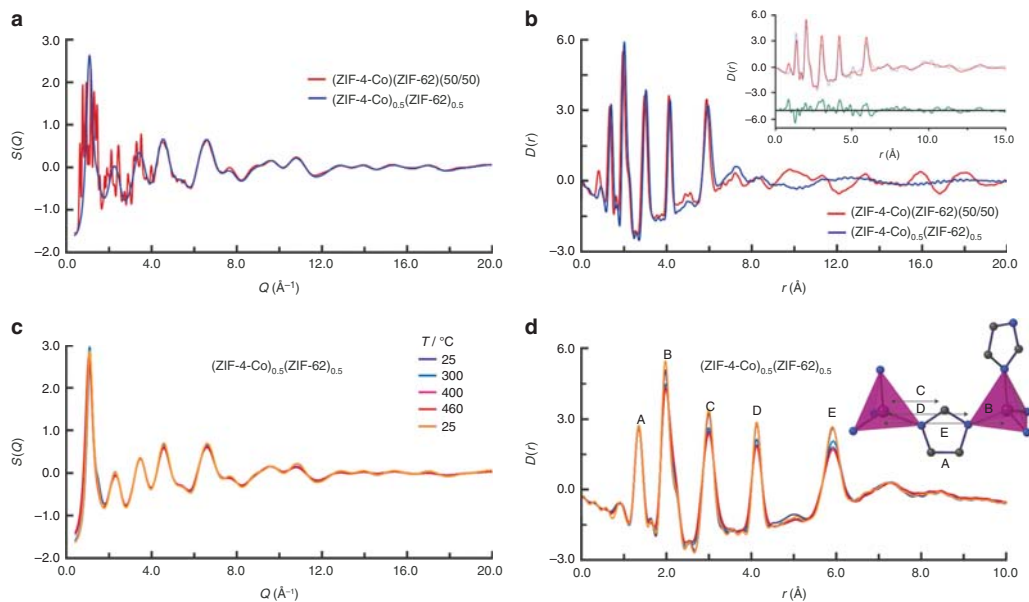 a
3.0
2.0
1.0
0.0
−1.0
−2.0
S(Q)
0.0 4.0 8.0 12.0 16.0 20.0
Q (Å⁻¹)
(ZIF-4-Co)(ZIF-62)(50/50)
(ZIF-4-Co)₀.₅(ZIF-62)₀.₅
b
6.0
3.0
0.0
−3.0
D(r)
0.0 4.0 8.0 12.0 16.0 20.0
r (Å)
(ZIF-4-Co)(ZIF-62)(50/50)
(ZIF-4-Co)₀.₅(ZIF-62)₀.₅
6.0
3.0
0.0
−6.0
D(r)
0.0 5.0 10.0 15.0
r (Å)
c
3.0
2.0
1.0
0.0
−1.0
−2.0
S(Q)
0.0 4.0 8.0 12.0 16.0 20.0
Q (Å⁻¹)
(ZIF-4-Co)₀.₅(ZIF-62)₀.₅
T / °C
25
300
400
460
25
d
6.0
3.0
0.0
−3.0
D(r)
0.0 2.0 4.0 6.0 8.0 10.0
r (Å)
(ZIF-4-Co)₀.₅(ZIF-62)₀.₅
A
B
C
D
E
C
D
B
E
A